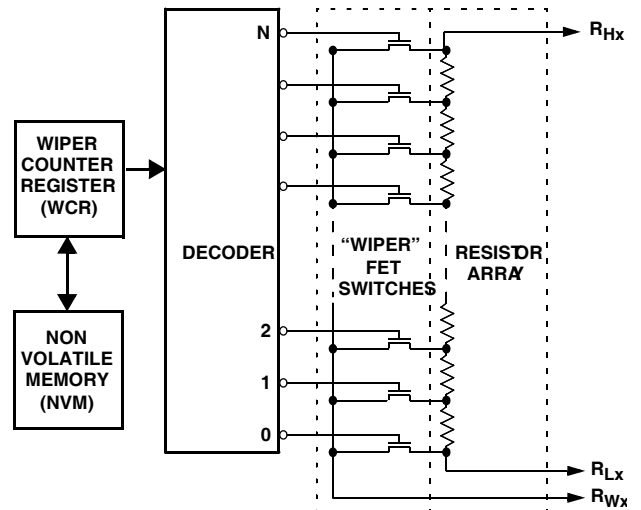 N
R_Hx
WIPER
COUNTER
REGISTER
(WCR)
DECODER
"WIPER"
FET
SWITCHES
RESISTOR
ARRAY
NON
VOLATILE
MEMORY
(NVM)
2
1
0
R_Lx
R_Wx